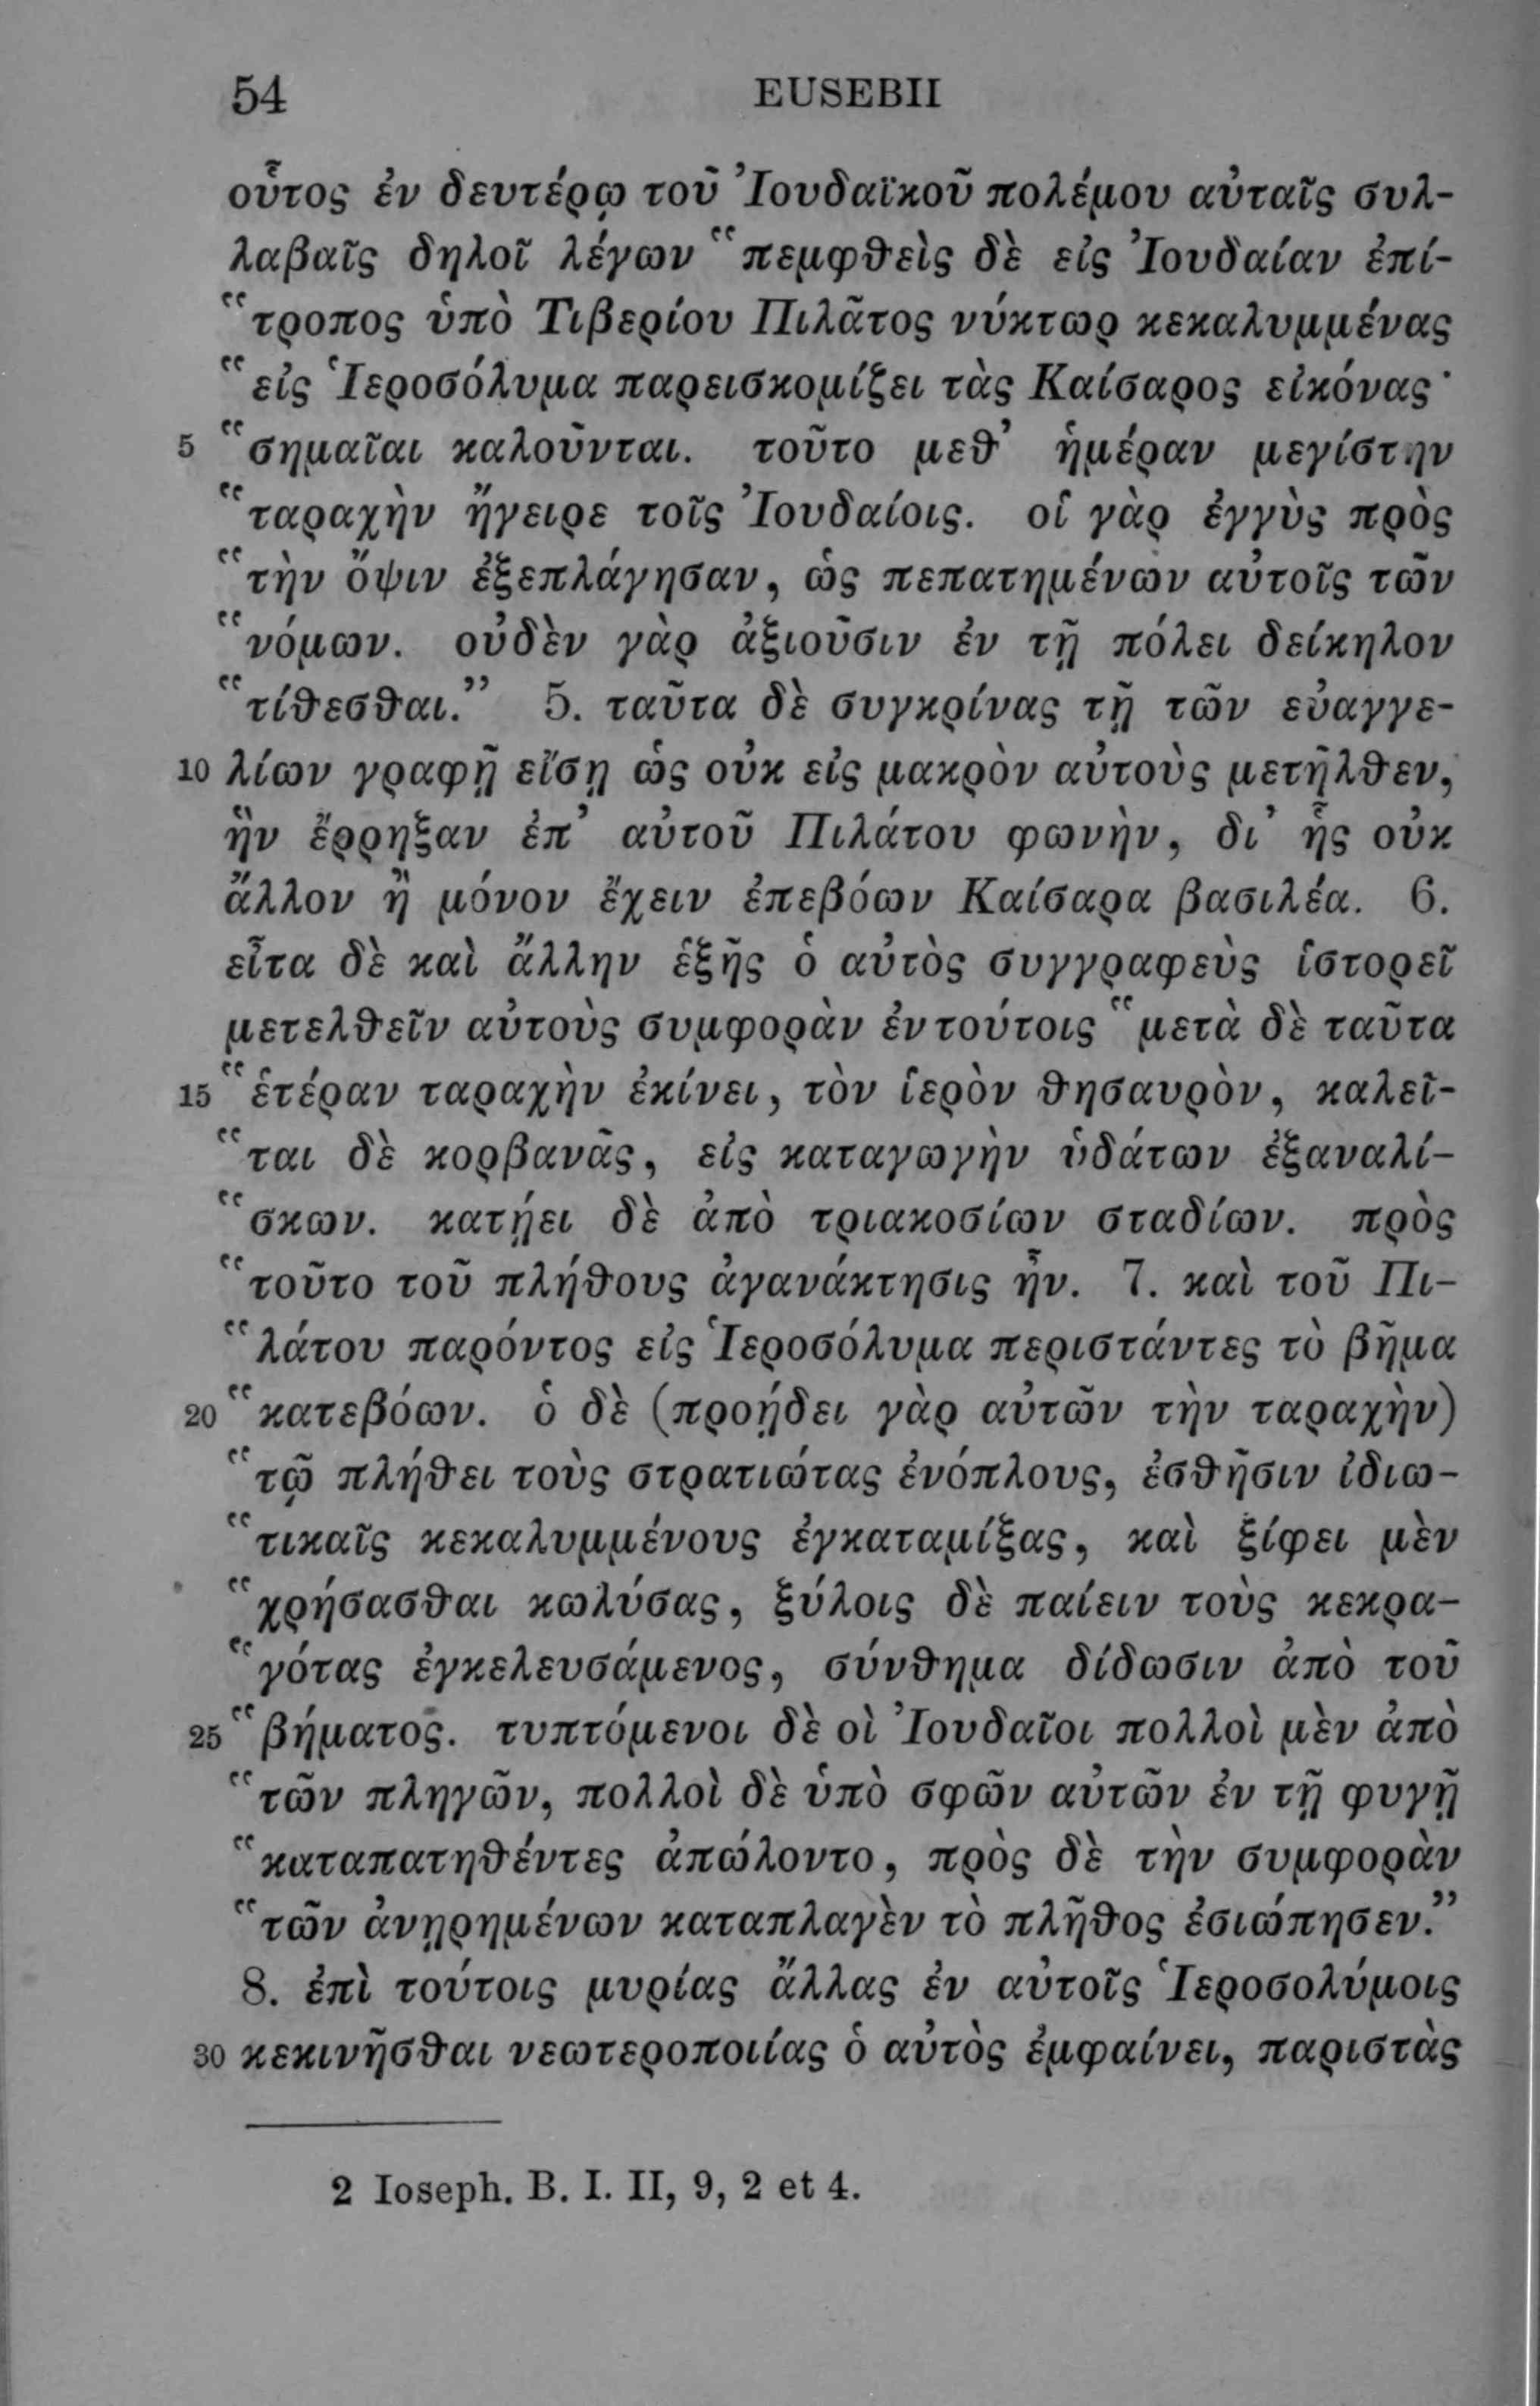 54 EUSEBII
οὗτος ἐν δευτέρῳ τοῦ Ἰουδαϊκοῦ πολέμου αὐταῖς συλ-
λαβαῖς δηλοῖ λέγων “πεμφθεὶς δὲ εἰς Ἰουδαίαν ἐπί-
“τροπος ὑπὸ Τιβερίου Πιλᾶτος νύκτωρ κεκαλυμμένας
“εἰς Ἱεροσόλυμα παρεισκομίζει τὰς Καίσαρος εἰκόνας·
5 “σημαῖαι καλοῦνται. τοῦτο μεθ’ ἡμέραν μεγίστην
“ταραχὴν ἤγειρε τοῖς Ἰουδαίοις. οἱ γὰρ ἐγγὺς πρὸς
“τὴν ὄψιν ἐξεπλάγησαν, ὡς πεπατημένων αὐτοῖς τῶν
“νόμων. οὐδὲν γὰρ ἀξιοῦσιν ἐν τῇ πόλει δείκηλον
“τίθεσθαι.” 5. ταῦτα δὲ συγκρίνας τῇ τῶν εὐαγγε-
10 λίων γραφῇ εἴσῃ ὡς οὐκ εἰς μακρὸν αὐτοὺς μετῆλθεν,
ἣν ἔρρηξαν ἐπ’ αὐτοῦ Πιλάτου φωνὴν, δι’ ἧς οὐκ
ἄλλον ἢ μόνον ἔχειν ἐπεβόων Καίσαρα βασιλέα. 6.
εἶτα δὲ καὶ ἄλλην ἑξῆς ὁ αὐτὸς συγγραφεὺς ἱστορεῖ
μετελθεῖν αὐτοὺς συμφορὰν ἐν τούτοις “μετὰ δὲ ταῦτα
15 “ἑτέραν ταραχὴν ἐκίνει, τὸν ἱερὸν θησαυρὸν, καλεῖ-
“ται δὲ κορβανᾶς, εἰς καταγωγὴν ὑδάτων ἐξαναλί-
“σκων. κατῄει δὲ ἀπὸ τριακοσίων σταδίων. πρὸς
“τοῦτο τοῦ πλήθους ἀγανάκτησις ἦν. 7. καὶ τοῦ Πι-
“λάτου παρόντος εἰς Ἱεροσόλυμα περιστάντες τὸ βῆμα
20 “κατεβόων. ὁ δὲ (προῄδει γὰρ αὐτῶν τὴν ταραχὴν)
“τῷ πλήθει τοὺς στρατιώτας ἐνόπλους, ἐσθῆσιν ἰδιω-
“τικαῖς κεκαλυμμένους ἐγκαταμίξας, καὶ ξίφει μὲν
“χρήσασθαι κωλύσας, ξύλοις δὲ παίειν τοὺς κεκρα-
“γότας ἐγκελευσάμενος, σύνθημα δίδωσιν ἀπὸ τοῦ
25 “βήματος. τυπτόμενοι δὲ οἱ Ἰουδαῖοι πολλοὶ μὲν ἀπὸ
“τῶν πληγῶν, πολλοὶ δὲ ὑπὸ σφῶν αὐτῶν ἐν τῇ φυγῇ
“καταπατηθέντες ἀπώλοντο, πρὸς δὲ τὴν συμφορὰν
“τῶν ἀνῃρημένων καταπλαγὲν τὸ πλῆθος ἐσιώπησεν.”
8. ἐπὶ τούτοις μυρίας ἄλλας ἐν αὐτοῖς Ἱεροσολύμοις
30 κεκινῆσθαι νεωτεροποιίας ὁ αὐτὸς ἐμφαίνει, παριστὰς
2 Ioseph. B. I. II, 9, 2 et 4.